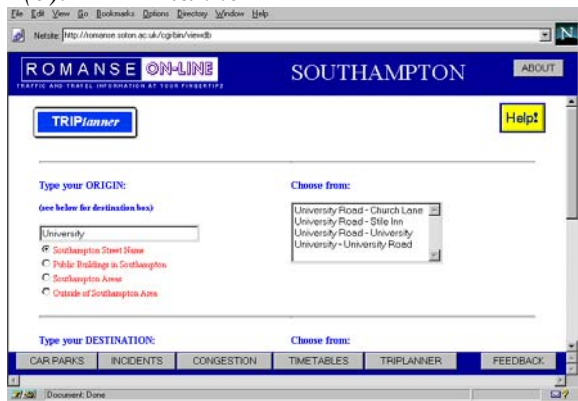 File Edit View Go Bookmarks Options Directory Window Help
Netsite: http://romanse.soton.ac.uk/cgi-bin/viewdb
N
ROMANSE ON-LINE
TRAFFIC AND TRAVEL INFORMATION AT YOUR FINGERTIPS
SOUTHAMPTON
ABOUT
TRIPlanner
Help!
Type your ORIGIN:
(see below for destination box)
University
Southampton Street Name
Public Buildings in Southampton
Southampton Areas
Outside of Southampton Area
Choose from:
University Road - Church Lane
University Road - Stile Inn
University Road - University
University - University Road
Type your DESTINATION:
Choose from:
CAR PARKS INCIDENTS CONGESTION TIMETABLES TRIPLANNER FEEDBACK
Document: Done